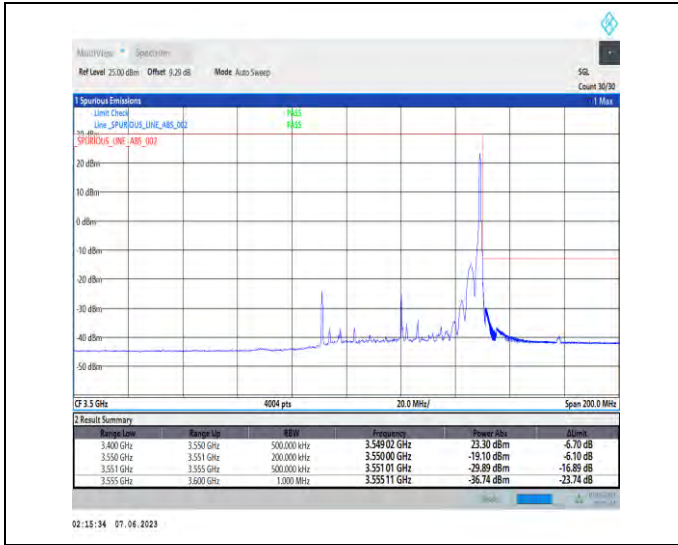 MultiView Spectrum
Ref Level 25.00 dBm Offset 9.29 dB Mode Auto Sweep SGL
Count 30/30
1 Spurious Emissions 1 Max
Limit Check PASS
Line _SPURIOUS_LINE_ABS_002 PASS
30 dBm
_SPURIOUS_LINE_ABS_002
20 dBm
10 dBm
0 dBm
-10 dBm
-20 dBm
-30 dBm
-40 dBm
-50 dBm
CF 3.5 GHz 4004 pts 20.0 MHz/ Span 200.0 MHz
2 Result Summary
Range Low Range Up RBW Frequency Power Abs ΔLimit
3.400 GHz 3.550 GHz 500.000 kHz 3.549 02 GHz 23.30 dBm -6.70 dB
3.550 GHz 3.551 GHz 200.000 kHz 3.550 00 GHz -19.10 dBm -6.10 dB
3.551 GHz 3.555 GHz 500.000 kHz 3.551 01 GHz -29.89 dBm -16.89 dB
3.555 GHz 3.600 GHz 1.000 MHz 3.555 11 GHz -36.74 dBm -23.74 dB
02:15:34 07.06.2023